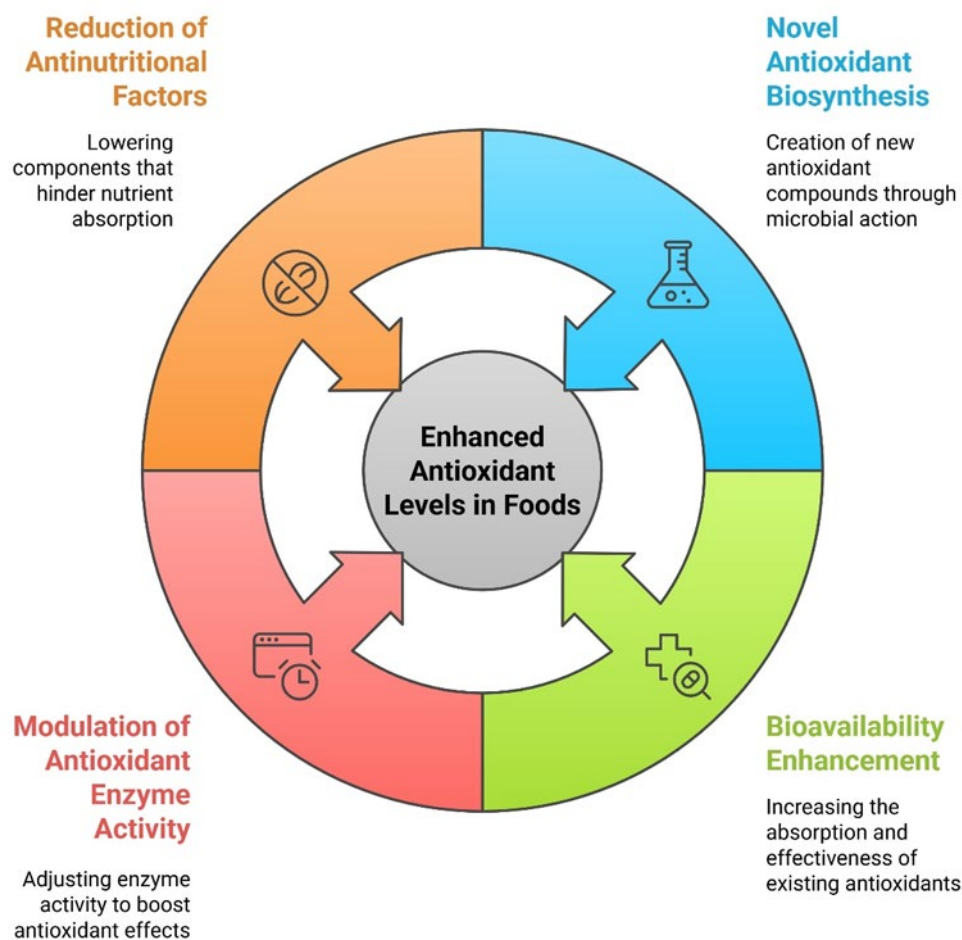 Reduction of
Antinutritional
Factors
Lowering
components that
hinder nutrient
absorption
Novel
Antioxidant
Biosynthesis
Creation of new
antioxidant
compounds through
microbial action
Enhanced
Antioxidant
Levels in Foods
Modulation of
Antioxidant
Enzyme
Activity
Adjusting enzyme
activity to boost
antioxidant effects
Bioavailability
Enhancement
Increasing the
absorption and
effectiveness of
existing antioxidants